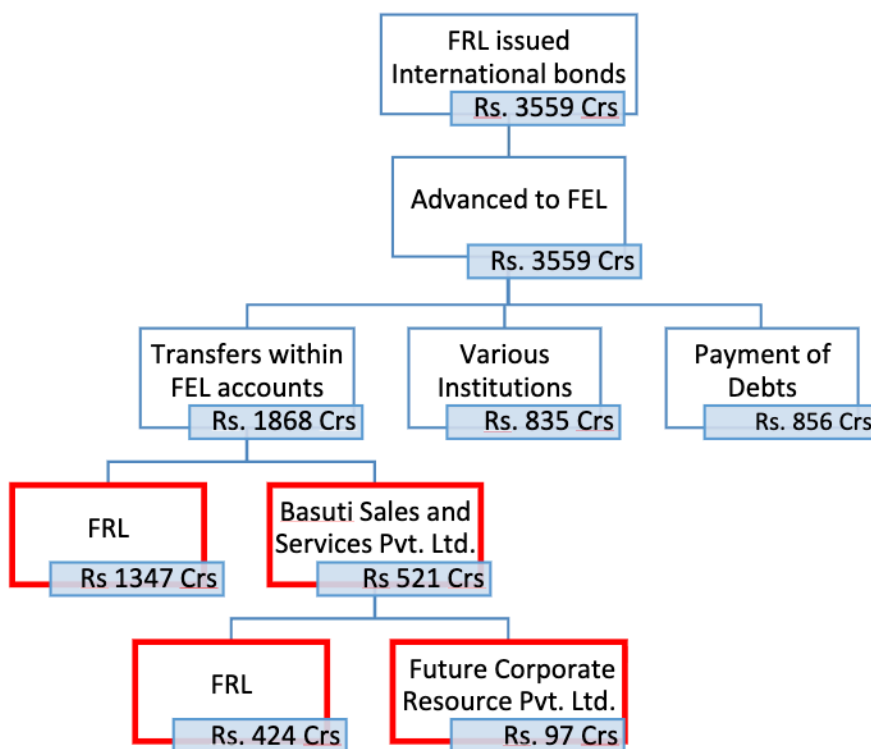 FRL issued
International bonds
Rs. 3559 Crs
Advanced to FEL
Rs. 3559 Crs
Transfers within
FEL accounts
Rs. 1868 Crs
Various
Institutions
Rs. 835 Crs
Payment of
Debts
Rs. 856 Crs
FRL
Rs 1347 Crs
Basuti Sales and
Services Pvt. Ltd.
Rs 521 Crs
FRL
Rs. 424 Crs
Future Corporate
Resource Pvt. Ltd.
Rs. 97 Crs